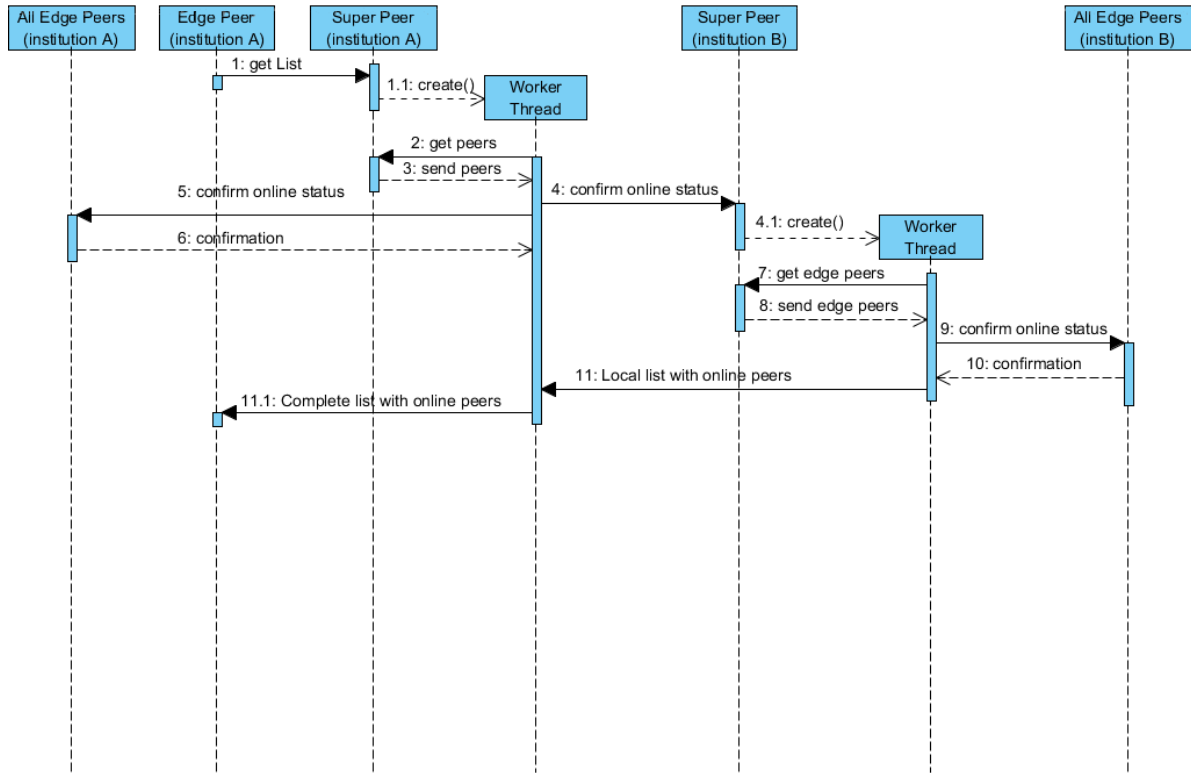 All Edge Peers
(institution A)
Edge Peer
(institution A)
Super Peer
(institution A)
Super Peer
(institution B)
All Edge Peers
(institution B)
1: get List
1.1: create()
Worker
Thread
2: get peers
3: send peers
5: confirm online status
4: confirm online status
4.1: create()
Worker
Thread
6: confirmation
7: get edge peers
8: send edge peers
9: confirm online status
10: confirmation
11: Local list with online peers
11.1: Complete list with online peers